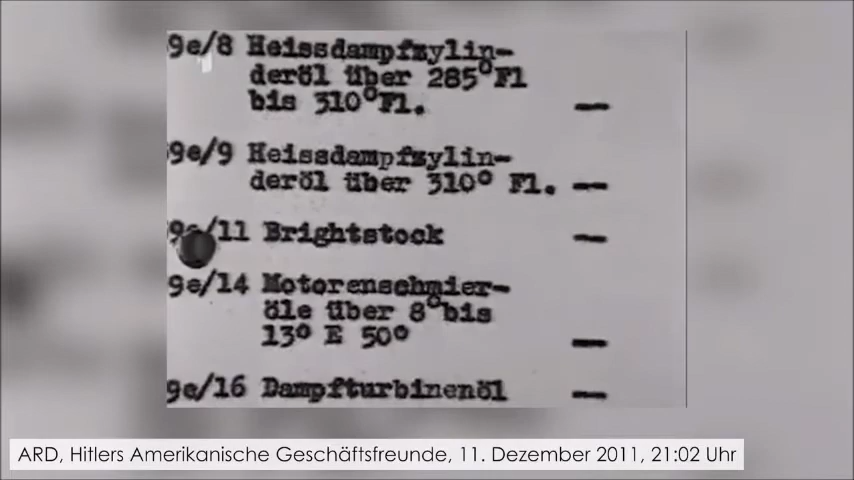 9e/8 Heissdampfzylin-
deröl über 285° Fl
bis 310° Fl. —
9e/9 Heissdampfzylin-
deröl über 310° Fl. —
9e/11 Brightstock —
9e/14 Motorenschmier-
öle über 8° bis
13° E 50° —
9e/16 Dampfturbinenöl —
ARD, Hitlers Amerikanische Geschäftsfreunde, 11. Dezember 2011, 21:02 Uhr